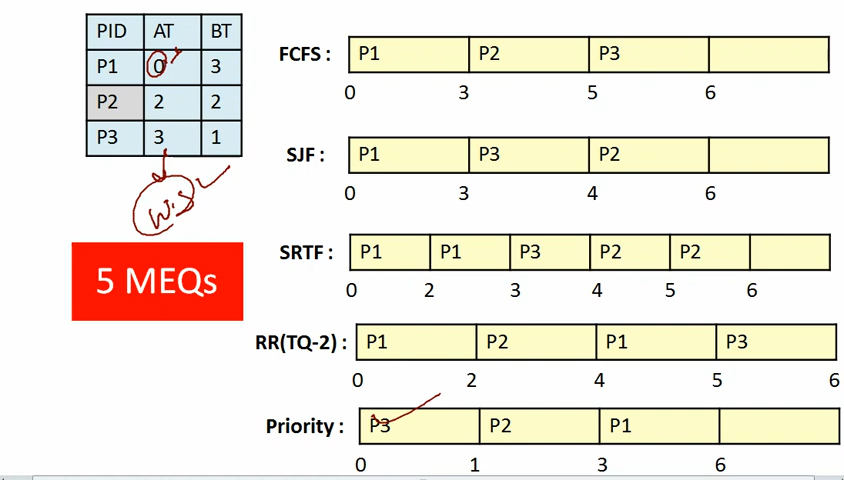 PID AT BT
P1 0 3
P2 2 2
P3 3 1
5 MEQs
FCFS : P1 P2 P3
0 3 5 6
SJF : P1 P3 P2
0 3 4 6
SRTF : P1 P1 P3 P2 P2
0 2 3 4 5 6
RR(TQ-2) : P1 P2 P1 P3
0 2 4 5 6
Priority : P3 P2 P1
0 1 3 6